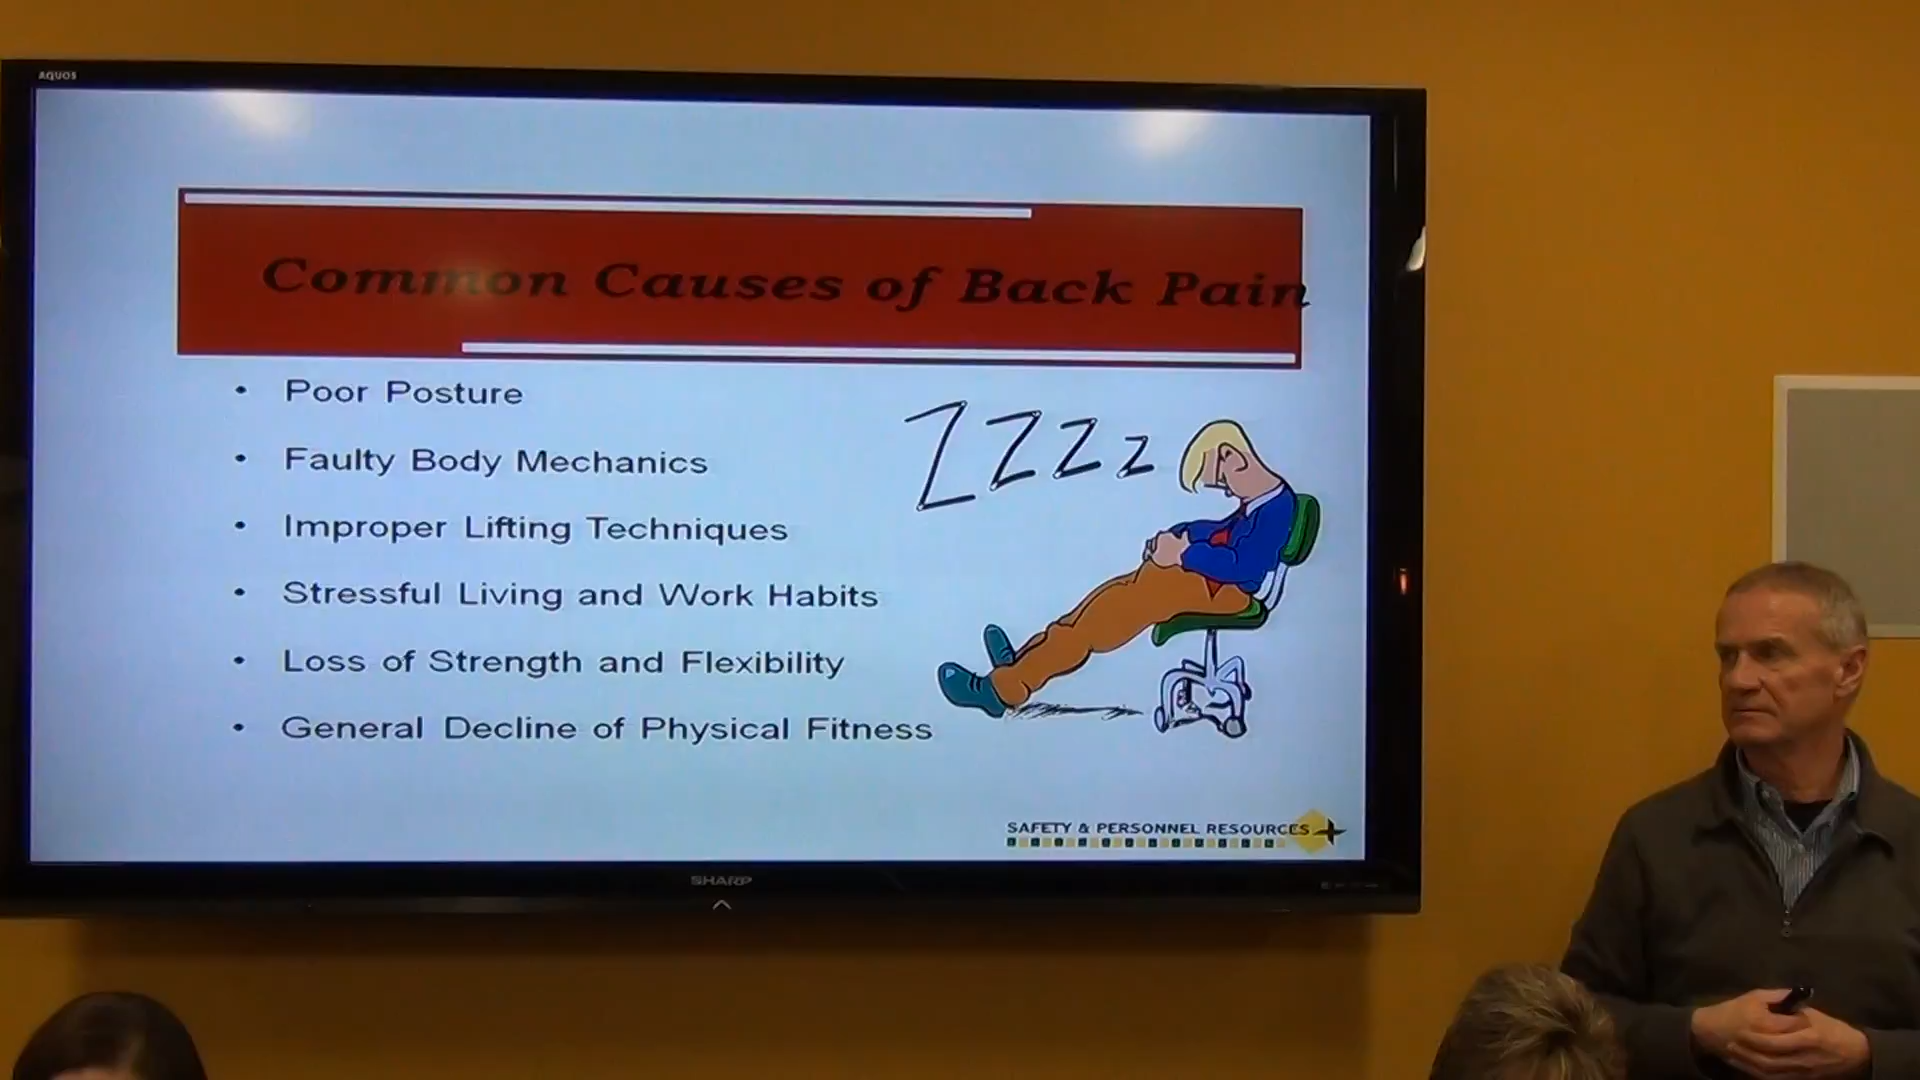 AQUOS
Common Causes of Back Pain
• Poor Posture
• Faulty Body Mechanics
• Improper Lifting Techniques
• Stressful Living and Work Habits
• Loss of Strength and Flexibility
• General Decline of Physical Fitness
ZZZz
SAFETY & PERSONNEL RESOURCES
SHARP